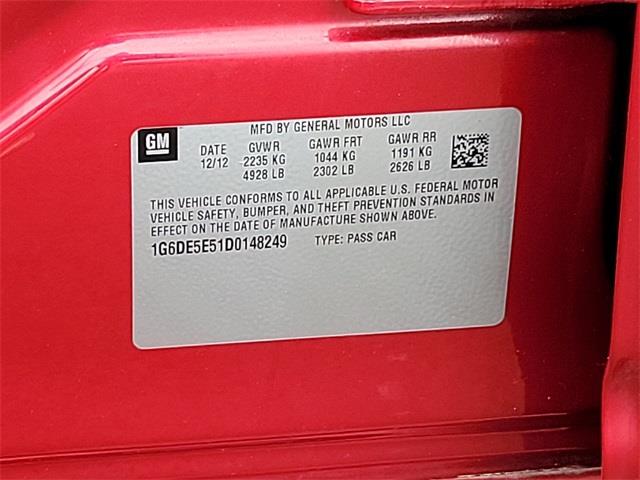 MFD BY GENERAL MOTORS LLC
GM
DATE GVWR GAWR FRT GAWR RR
12/12 2235 KG 1044 KG 1191 KG
4928 LB 2302 LB 2626 LB
THIS VEHICLE CONFORMS TO ALL APPLICABLE U.S. FEDERAL MOTOR
VEHICLE SAFETY, BUMPER, AND THEFT PREVENTION STANDARDS IN
EFFECT ON THE DATE OF MANUFACTURE SHOWN ABOVE.
1G6DE5E51D0148249 TYPE: PASS CAR